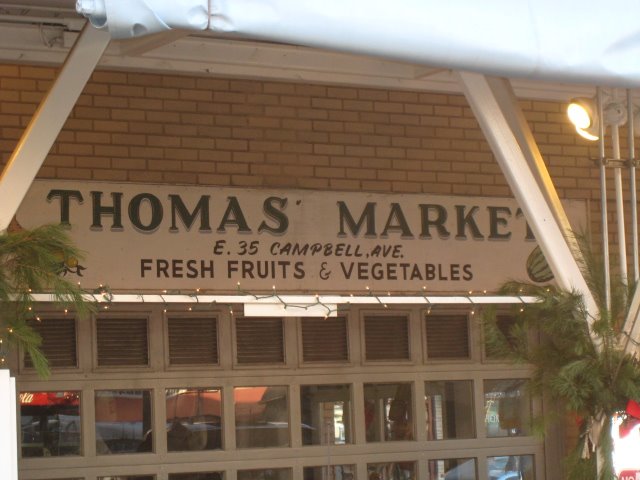 THOMAS' MARKET
E. 35 CAMPBELL, AVE.
FRESH FRUITS & VEGETABLES